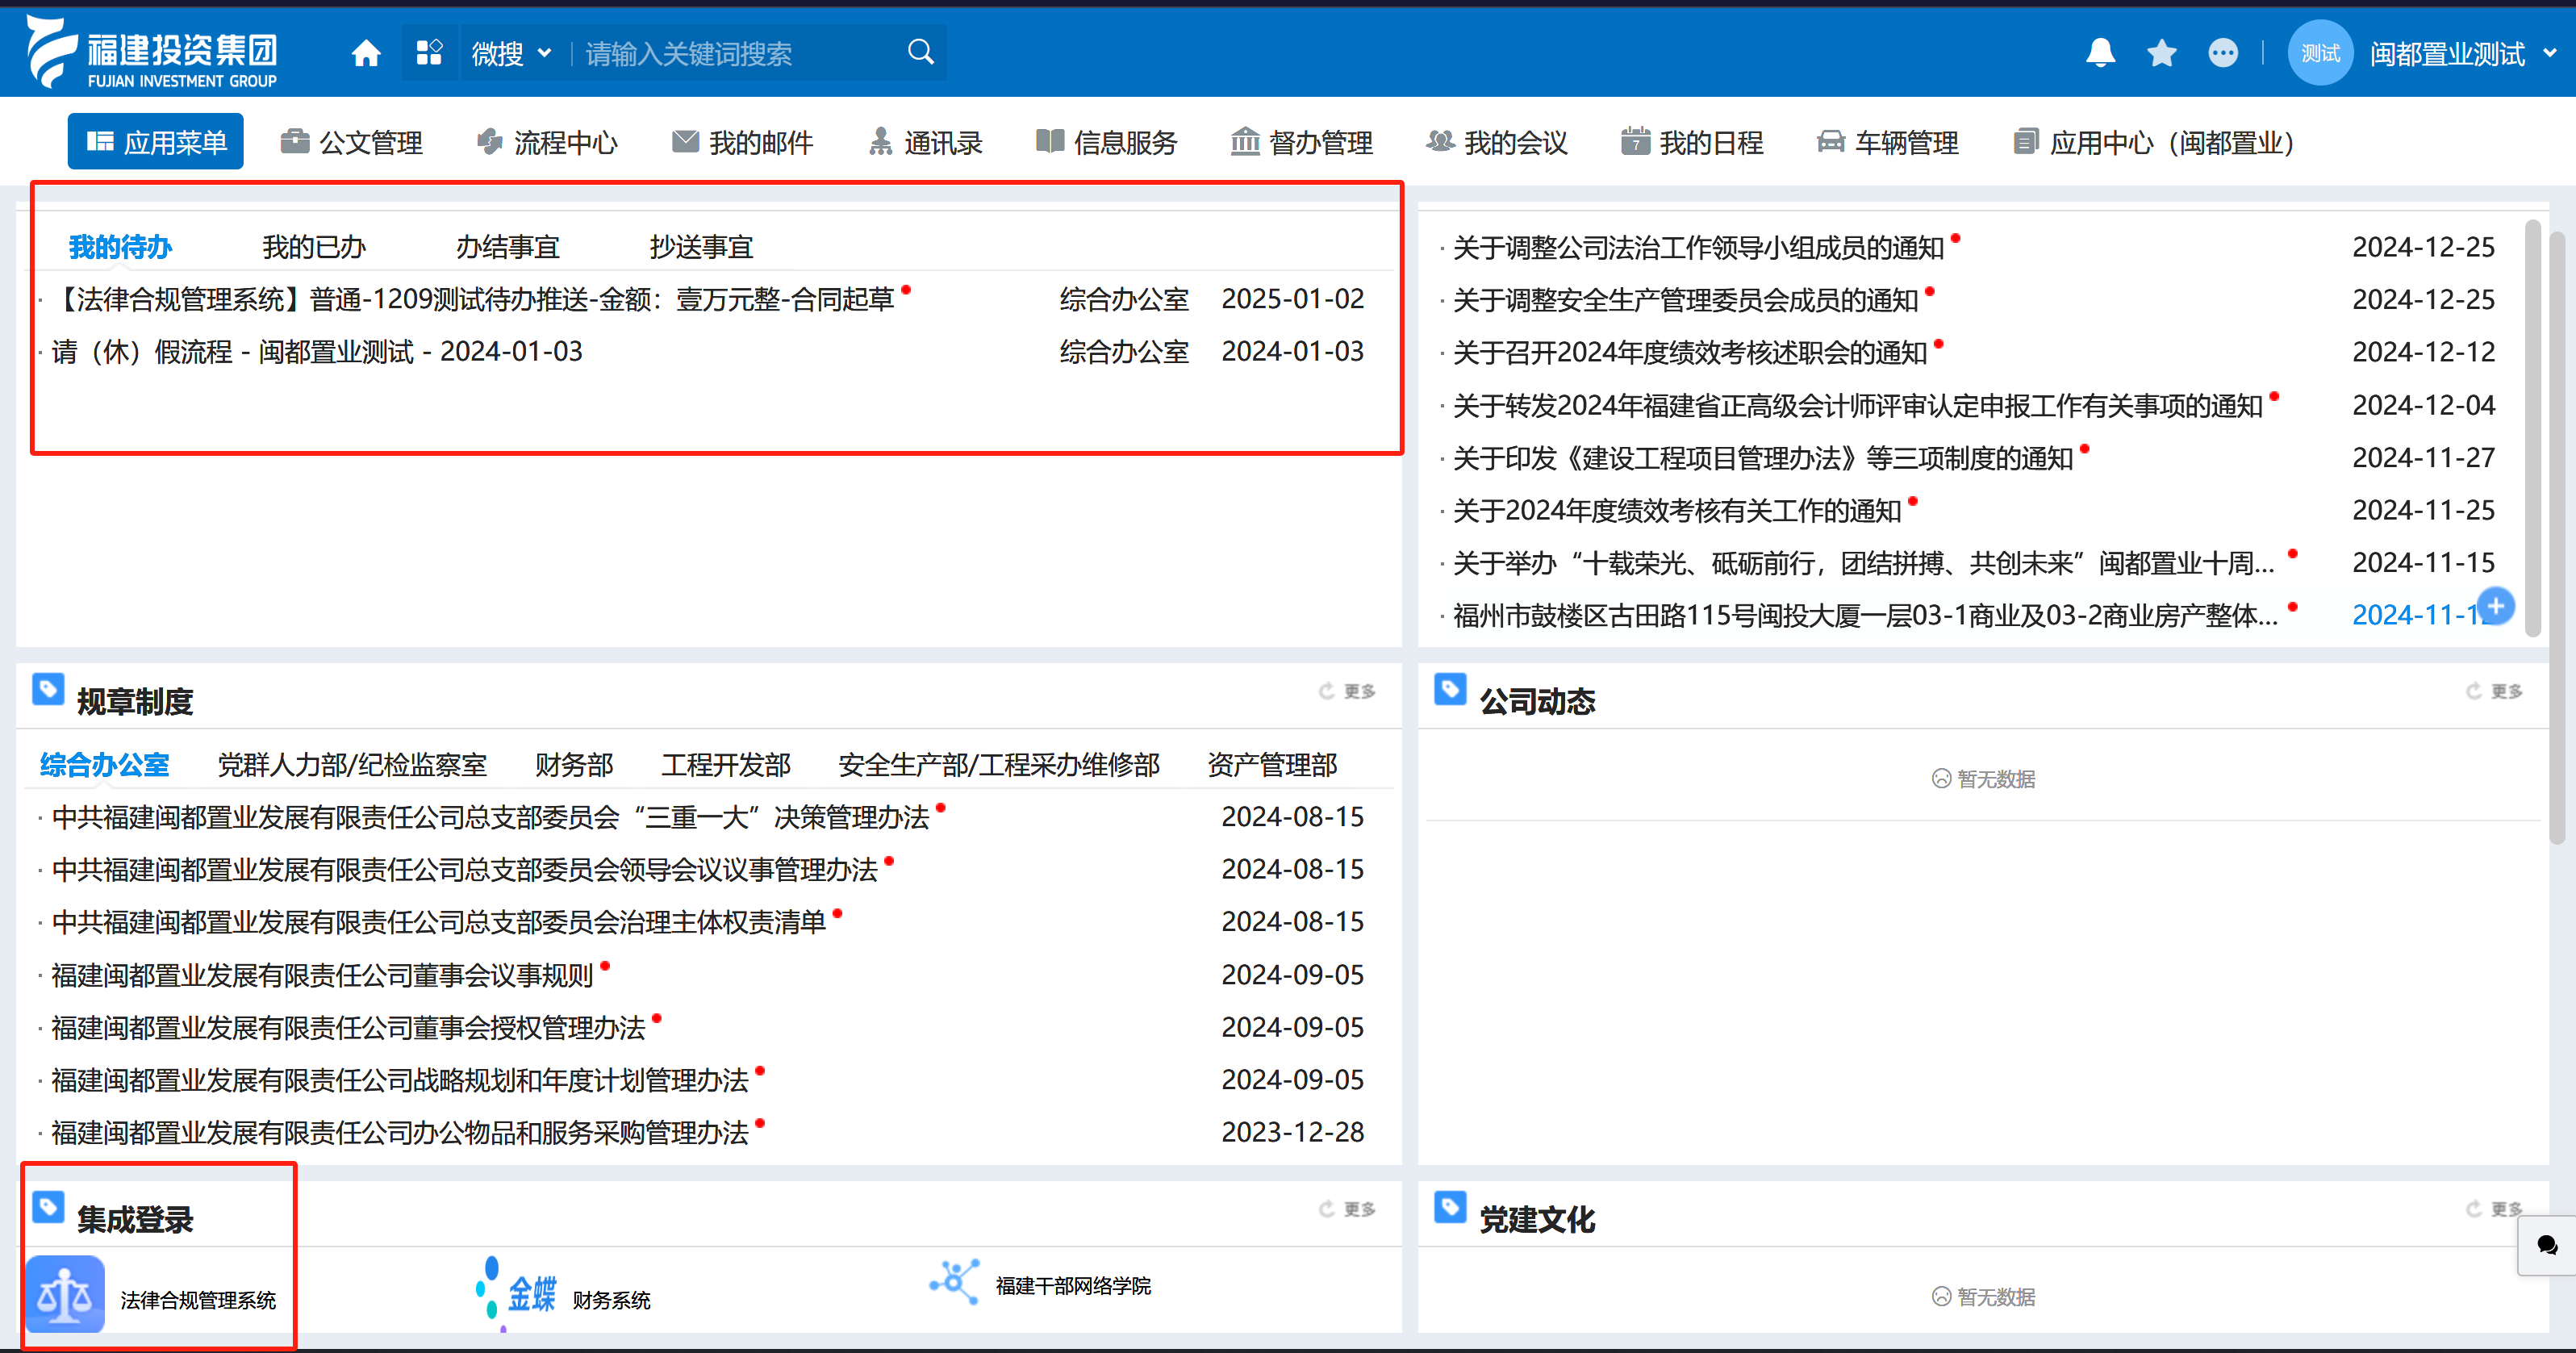 福建投资集团
FUJIAN INVESTMENT GROUP
微搜 请输入关键词搜索
测试 闽都置业测试
应用菜单 公文管理 流程中心 我的邮件 通讯录 信息服务 督办管理 我的会议 7 我的日程 车辆管理 应用中心（闽都置业）
我的待办 我的已办 办结事宜 抄送事宜
· 【法律合规管理系统】普通-1209测试待办推送-金额：壹万元整-合同起草 综合办公室 2025-01-02
· 请（休）假流程 - 闽都置业测试 - 2024-01-03 综合办公室 2024-01-03
· 关于调整公司法治工作领导小组成员的通知 2024-12-25
· 关于调整安全生产管理委员会成员的通知 2024-12-25
· 关于召开2024年度绩效考核述职会的通知 2024-12-12
· 关于转发2024年福建省正高级会计师评审认定申报工作有关事项的通知 2024-12-04
· 关于印发《建设工程项目管理办法》等三项制度的通知 2024-11-27
· 关于2024年度绩效考核有关工作的通知 2024-11-25
· 关于举办“十载荣光、砥砺前行，团结拼搏、共创未来”闽都置业十周... 2024-11-15
· 福州市鼓楼区古田路115号闽投大厦一层03-1商业及03-2商业房产整体... 2024-11-12
规章制度 更多
综合办公室 党群人力部/纪检监察室 财务部 工程开发部 安全生产部/工程采办维修部 资产管理部
· 中共福建闽都置业发展有限责任公司总支部委员会“三重一大”决策管理办法 2024-08-15
· 中共福建闽都置业发展有限责任公司总支部委员会领导会议议事管理办法 2024-08-15
· 中共福建闽都置业发展有限责任公司总支部委员会治理主体权责清单 2024-08-15
· 福建闽都置业发展有限责任公司董事会议事规则 2024-09-05
· 福建闽都置业发展有限责任公司董事会授权管理办法 2024-09-05
· 福建闽都置业发展有限责任公司战略规划和年度计划管理办法 2024-09-05
· 福建闽都置业发展有限责任公司办公物品和服务采购管理办法 2023-12-28
公司动态 更多
暂无数据
集成登录 更多
法律合规管理系统 金蝶 财务系统 福建干部网络学院
党建文化 更多
暂无数据